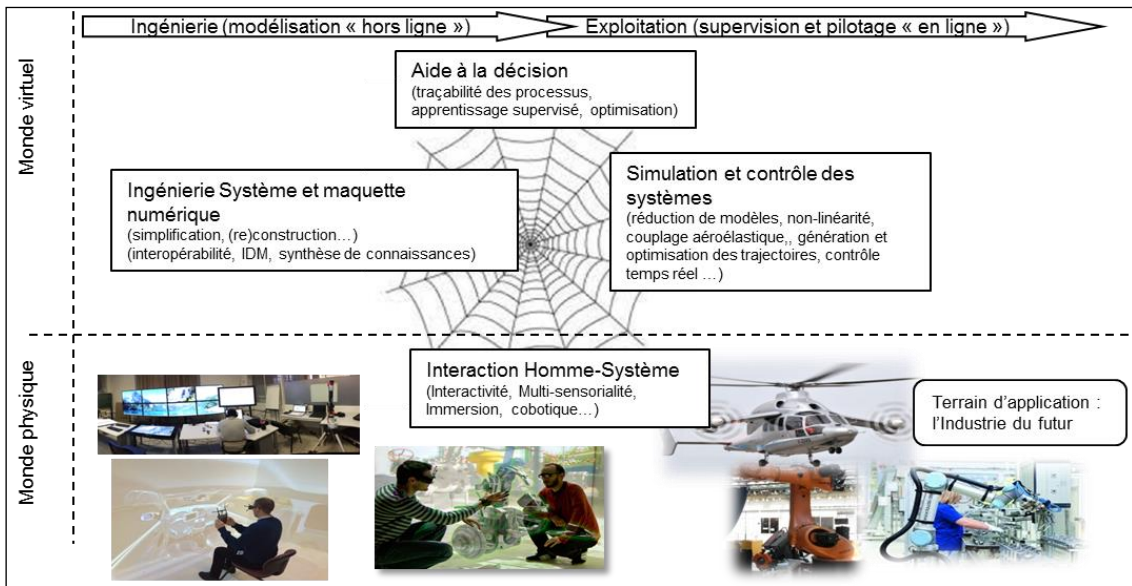 Ingénierie (modélisation « hors ligne »)
Exploitation (supervision et pilotage « en ligne »)
Monde virtuel
Aide à la décision
(traçabilité des processus,
apprentissage supervisé, optimisation)
Ingénierie Système et maquette
numérique
(simplification, (re)construction…)
(interopérabilité, IDM, synthèse de connaissances)
Simulation et contrôle des
systèmes
(réduction de modèles, non-linéarité,
couplage aéroélastique,, génération et
optimisation des trajectoires, contrôle
temps réel …)
Monde physique
Interaction Homme-Système
(Interactivité, Multi-sensorialité,
Immersion, cobotique…)
Terrain d’application :
l’Industrie du futur